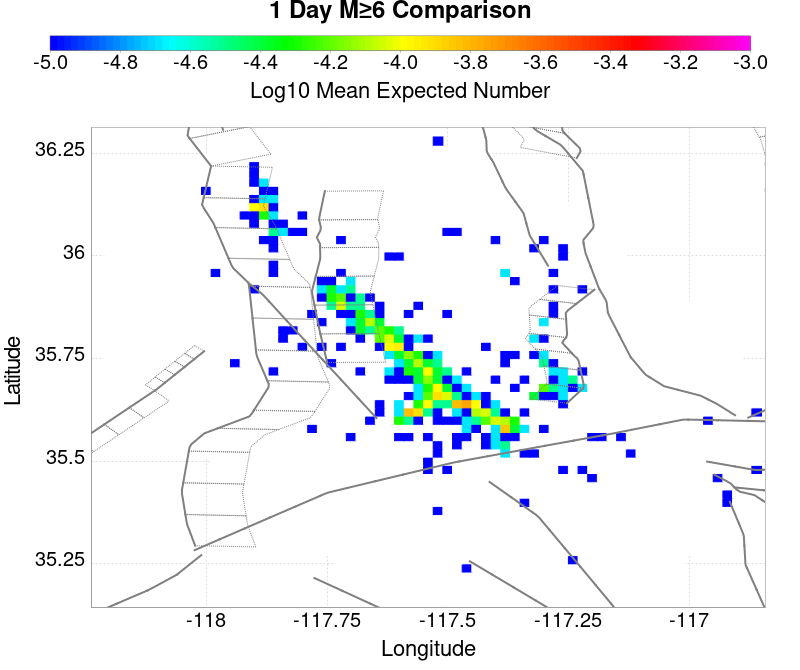 1 Day M≥6 Comparison
-5.0 -4.8 -4.6 -4.4 -4.2 -4.0 -3.8 -3.6 -3.4 -3.2 -3.0
Log10 Mean Expected Number
36.25
36
35.75
35.5
35.25
Latitude
-118 -117.75 -117.5 -117.25 -117
Longitude